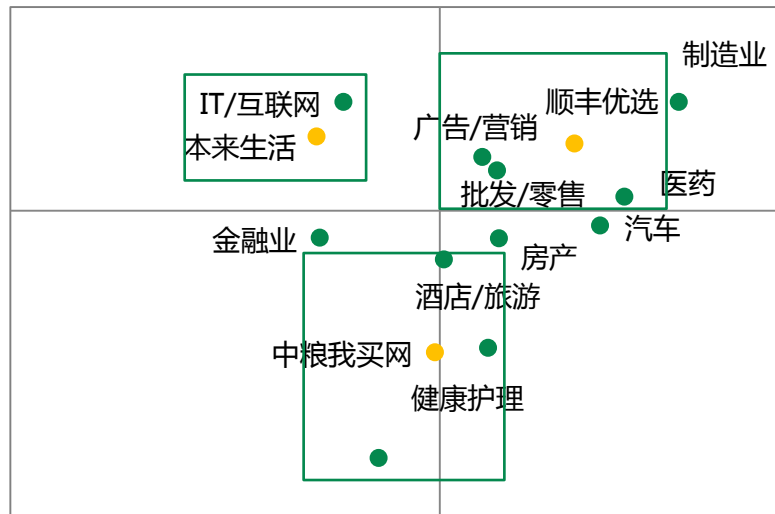 制造业
IT/互联网
顺丰优选
广告/营销
本来生活
批发/零售
医药
汽车
金融业
房产
酒店/旅游
中粮我买网
健康护理